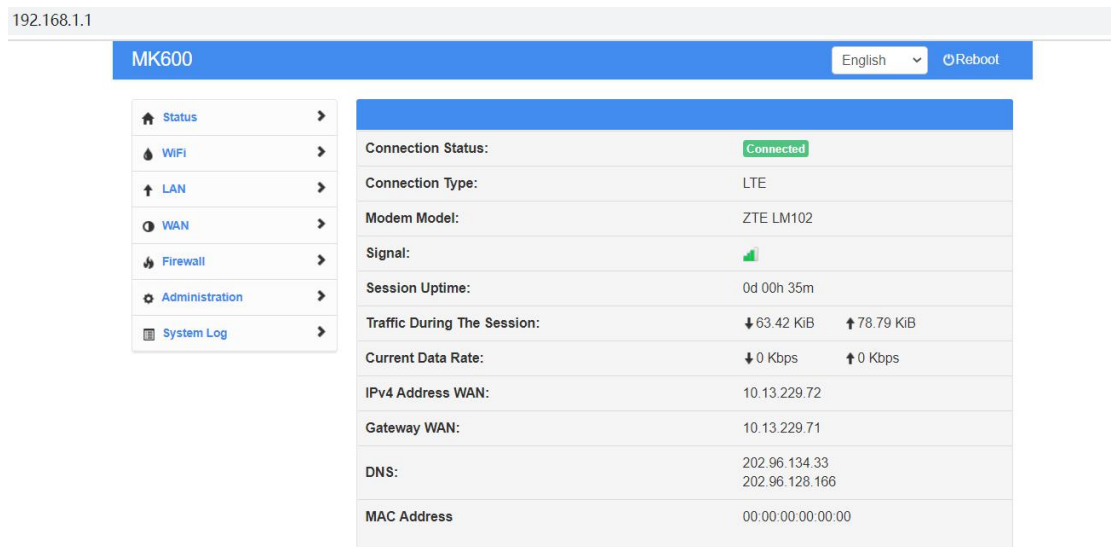 192.168.1.1
MK600
English
Reboot
Status
WiFi
LAN
WAN
Firewall
Administration
System Log
Connection Status: Connected
Connection Type: LTE
Modem Model: ZTE LM102
Signal:
Session Uptime: 0d 00h 35m
Traffic During The Session: 63.42 KiB 78.79 KiB
Current Data Rate: 0 Kbps 0 Kbps
IPv4 Address WAN: 10.13.229.72
Gateway WAN: 10.13.229.71
DNS: 202.96.134.33
202.96.128.166
MAC Address 00:00:00:00:00:00